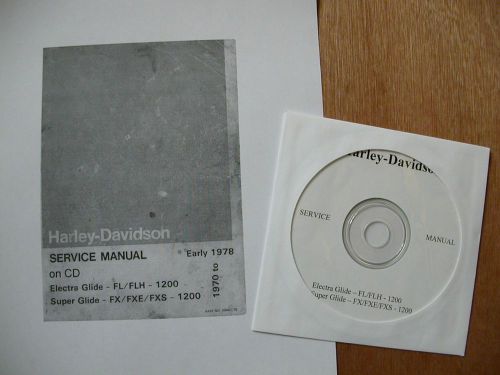 Harley-Davidson
SERVICE MANUAL
Early 1978
on CD
1970 to
Electra Glide - FL/FLH - 1200
Super Glide - FX/FXE/FXS - 1200
Harley-Davidson
SERVICE
MANUAL
Electra Glide - FL/FLH - 1200
Super Glide - FX/FXE/FXS - 1200